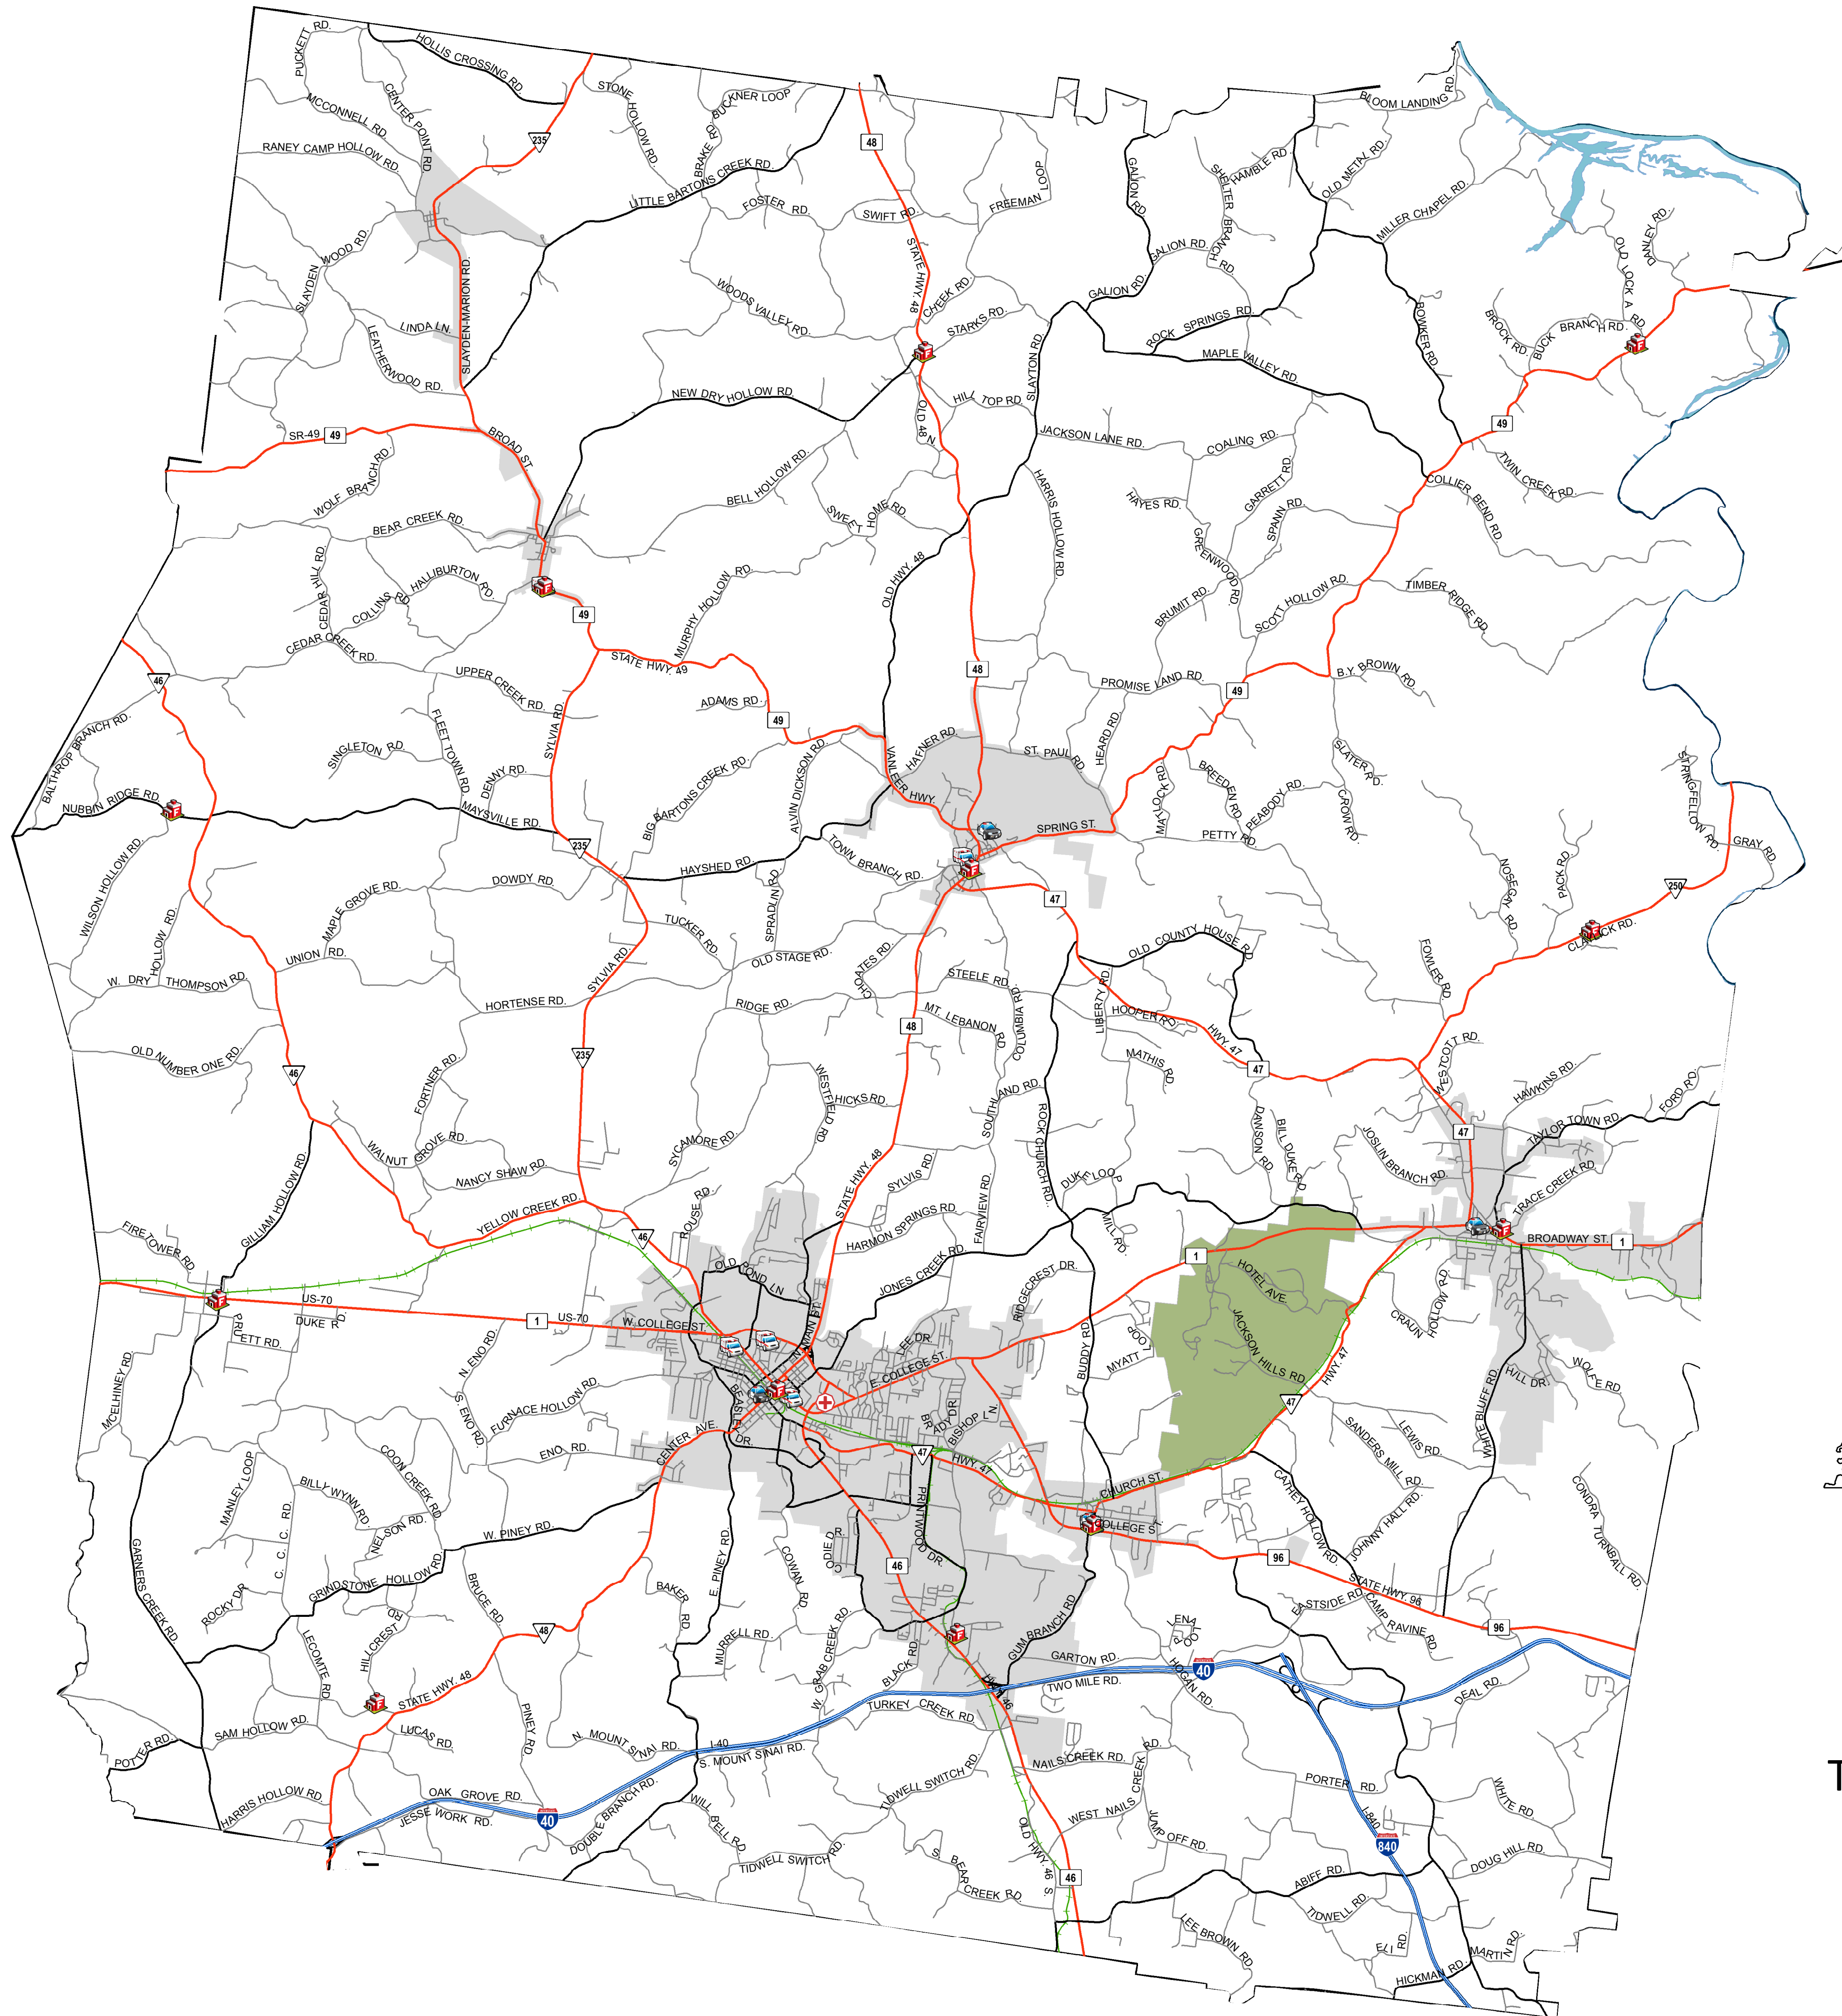 PUCKETT RD.
HOLLIS CROSSING RD.
MCCONNELL RD.
CENTER POINT RD
RANEY CAMP HOLLOW RD.
235
STONE HOLLOW RD.
BUCKNER LOOP
BRAKE RD.
LITTLE BARTONS CREEK RD.
48
FOSTER RD.
SWIFT RD.
FREEMAN LOOP
STATE HWY. 48
GALION RD.
SHELTER BRANCH RD.
HAMBLE RD.
BLOOM LANDING RD.
OLD METAL RD.
MILLER CHAPEL RD.
GALION RD.
GALION RD.
DANLEY RD.
OLD LOCK A RD.
SLAYDEN WOOD RD.
SLAYDEN-MARION RD.
LINDA LN.
LEATHERWOOD RD.
WOODS VALLEY RD.
CHEEK RD.
STARKS RD.
ROCK SPRINGS RD.
MAPLE VALLEY RD.
BOWKER RD.
BROCK RD.
BUCK BRANCH RD.
SLAYTON RD.
NEW DRY HOLLOW RD.
HILL TOP RD.
OLD 48 N.
SR-49
49
BROAD ST.
WOLF BRANCH RD.
BEAR CREEK RD.
BELL HOLLOW RD.
SWEET HOME RD.
JACKSON LANE RD.
COALING RD.
49
TWIN CREEK RD.
COLLIER BEND RD
HARRIS HOLLOW RD.
HAYES RD.
GARRETT RD.
SPANN RD.
GREENWOOD RD.
CEDAR HILL RD.
COLLINS RD.
HALLIBURTON RD.
49
MURPHY HOLLOW RD.
OLD HWY. 48
BRUMIT RD.
SCOTT HOLLOW RD.
TIMBER RIDGE RD.
CEDAR CREEK RD.
UPPER CREEK RD.
STATE HWY. 49
48
PROMISE LAND RD.
49
B.Y. BROWN RD.
46
BALTHROP BRANCH RD.
FLEET TOWN RD.
SYLVIA RD.
ADAMS RD.
49
SINGLETON RD.
DENNY RD.
BIG BARTONS CREEK RD.
ALVIN DICKSON RD.
VANLEER HWY.
HAFNER RD.
ST. PAUL RD.
HEARD RD.
SLATER RD.
NUBBIN RIDGE RD.
MAYSVILLE RD.
235
MATLOCK RD.
BREEDEN RD.
PEABODY RD.
CROW RD.
STRINGFELLOW RD.
SPRING ST.
PETTY RD.
GRAY RD.
WILSON HOLLOW RD.
HAYSHED RD.
TOWN BRANCH RD.
MAPLE GROVE RD.
DOWDY RD.
SPRADLIN RD.
47
NOSEGAY RD.
PACK RD.
250
TUCKER RD.
OLD COUNTY HOUSE RD.
W. DRY HOLLOW RD.
THOMPSON RD.
UNION RD.
SYLVIA RD.
OLD STAGE RD.
CHOATES RD.
STEELE RD.
FOWLER RD.
HORTENSE RD.
RIDGE RD.
48
MT. LEBANON RD.
COLUMBIA RD.
LIBERTY RD.
HOOPER RD.
HWY. 47
47
OLD NUMBER ONE RD.
46
235
FORTNER RD.
WESTFIELD RD
HICKS RD.
SOUTHLAND RD.
MATHIS RD.
WESTCOTT RD.
HAWKINS RD.
FORD RD.
WALNUT GROVE RD.
SYCAMORE RD.
ROCK CHURCH RD.
DAWSON RD.
BILL DUKE RD
JOSLIN BRANCH RD.
47
TAYLOR TOWN RD.
NANCY SHAW RD.
SYLVIS RD.
STATE HWY. 48
DUKE LOOP
TRACE CREEK RD.
FIRE TOWER RD.
GILLIAM HOLLOW RD.
YELLOW CREEK RD.
46
ROUSE RD.
HARMON SPRINGS RD.
FAIRVIEW RD.
MILL RD.
1
BROADWAY ST.
1
OLD POND LN
JONES CREEK RD.
RIDGECREST DR.
HOTEL AVE.
US-70
DUKE RD.
1
US-70
W. COLLEGE ST.
N. MAIN ST.
PRUETT RD.
LEE DR.
E. COLLEGE ST.
BUDDY RD
MYATT LOOP
JACKSON HILLS RD.
HWY. 47
CRAUN HOLLOW RD.
MCELHINEY RD.
N. ENO RD.
S. ENO RD.
FURNACE HOLLOW RD.
BEASLEY DR.
BRADY DR.
BISHOP LN.
WHITE BLUFF RD
HILL DR.
WOLFE RD.
CENTER AVE.
ENO RD.
47
HWY. 47
47
SANDERS MILL RD.
LEWIS RD.
MANLEY LOOP
BILLY WYNN RD.
COON CREEK RD.
CHURCH ST.
COLLEGE ST.
CATHEY HOLLOW RD.
JOHNNY HALL RD.
CONDRA TURNBALL RD
C. C. C. RD.
NELSON RD.
W. PINEY RD.
PRINTWOOD DR.
CODIE CR.
46
96
STATE HWY. 96
GARNERS CREEK RD
GRINDSTONE HOLLOW RD.
ROCKY DR
BRUCE RD.
BAKER RD.
E. PINEY RD.
COWAN RD
MURRELL RD.
W. GRAB CREEK RD.
BLACK RD.
GUM BRANCH RD
LENA LOOP
EASTSIDE RD.
CAMP RAVINE RD.
96
LECOMTE RD
HILLCREST RD
48
GARTON RD.
40
HOGAN RD.
TWO MILE RD.
HWY. 46
STATE HWY. 48
TURKEY CREEK RD.
DEAL RD.
POTTER RD.
SAM HOLLOW RD.
LUCAS RD.
PINEY RD
N. MOUNT SINAI RD.
I-40
S. MOUNT SINAI RD.
NAILS CREEK RD.
TIDWELL SWITCH RD.
PORTER RD.
WHITE RD.
HARRIS HOLLOW RD.
OAK GROVE RD.
JESSE WORK RD.
40
DOUBLE BRANCH RD.
WILL BELL RD.
TIDWELL SWITCH RD.
OLD HWY. 46 S.
WEST NAILS CREEK RD.
JUMP OFF RD.
I-840
840
DOUG HILL RD.
S. BEAR CREEK RD.
46
ABIFF RD.
TIDWELL RD.
LEE BROWN RD
ELI RD.
MARTIN RD.
HICKMAN RD.
T